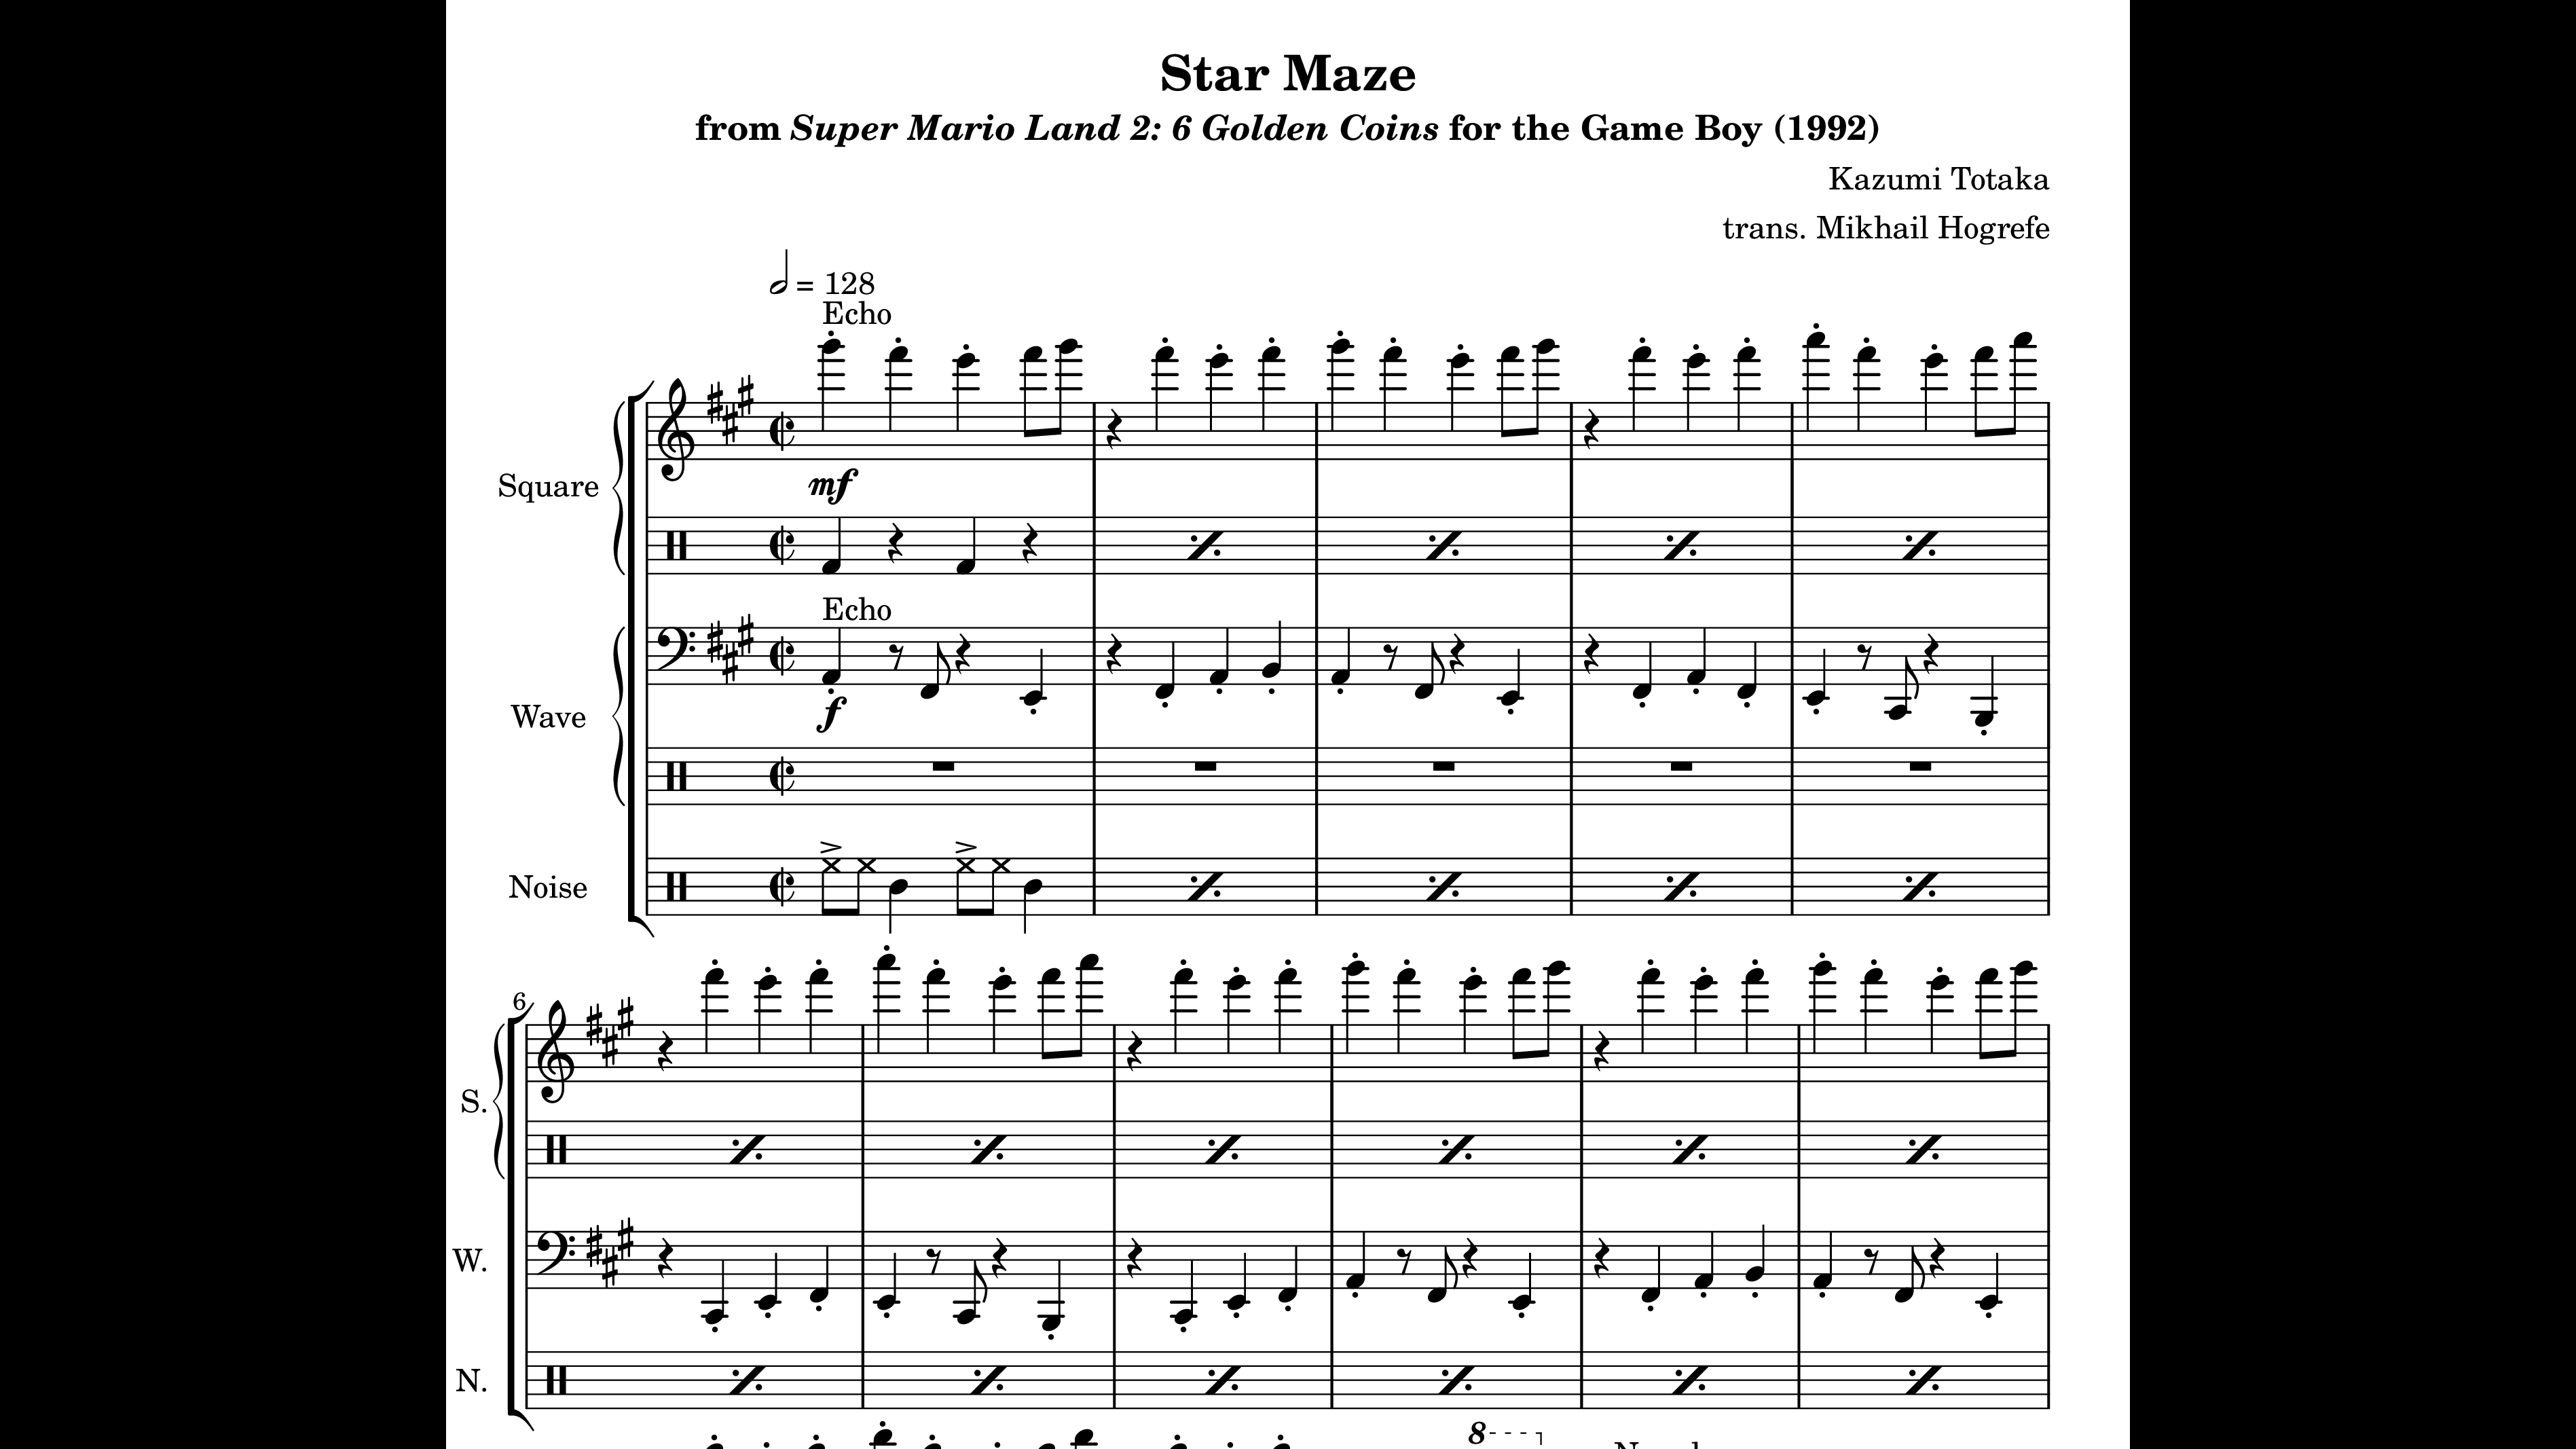 Star Maze
from Super Mario Land 2: 6 Golden Coins for the Game Boy (1992)
Kazumi Totaka
trans. Mikhail Hogrefe
= 128
Echo
Square
mf
Echo
Wave
f
Noise
6
S.
W.
N.
8